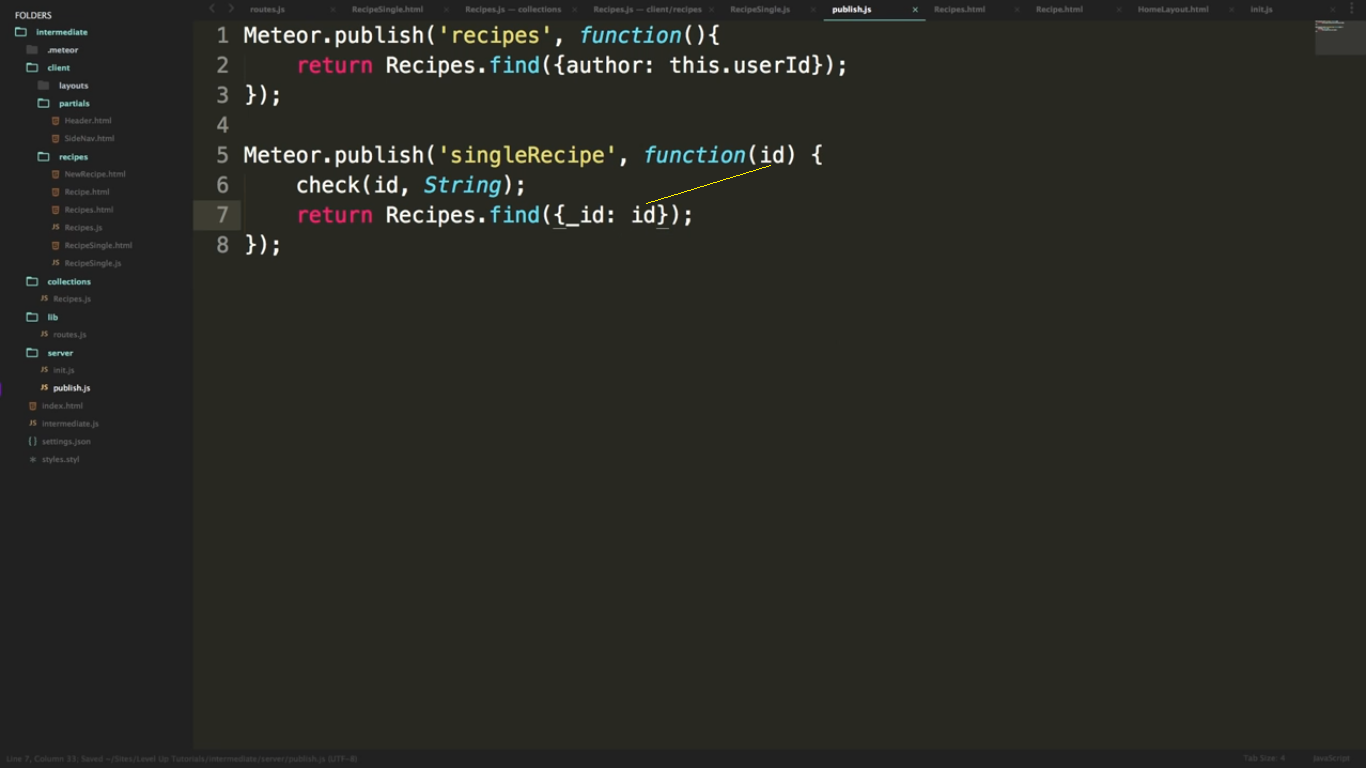 FOLDERS
intermediate
.meteor
client
layouts
partials
Header.html
SideNav.html
recipes
NewRecipe.html
Recipe.html
Recipes.html
Recipes.js
RecipeSingle.html
RecipeSingle.js
collections
Recipes.js
lib
routes.js
server
init.js
publish.js
index.html
intermediate.js
settings.json
styles.styl
routes.js RecipeSingle.html Recipes.js — collections Recipes.js — client/recipes RecipeSingle.js publish.js Recipes.html Recipe.html HomeLayout.html init.js
1 Meteor.publish('recipes', function(){
2 return Recipes.find({author: this.userId});
3 });
4
5 Meteor.publish('singleRecipe', function(id) {
6 check(id, String);
7 return Recipes.find({_id: id});
8 });
Line 7, Column 33; Saved ~/Sites/Level Up Tutorials/intermediate/server/publish.js (UTF-8)
Tab Size: 4 JavaScript